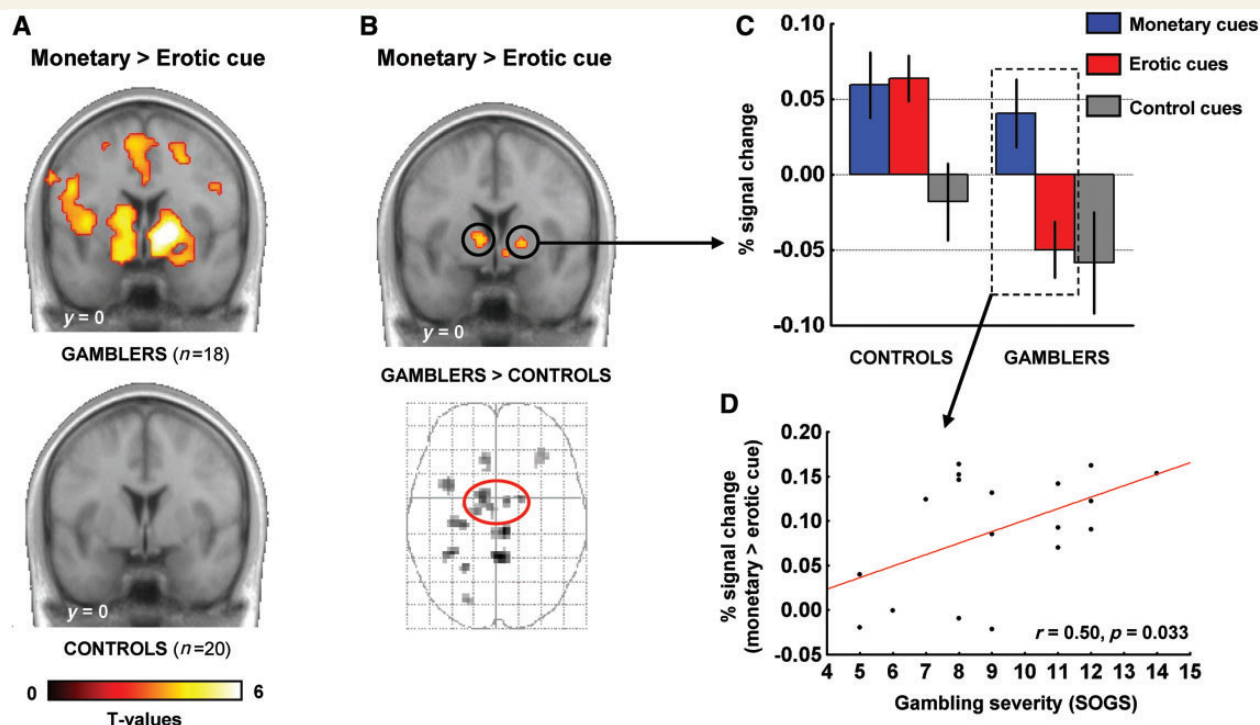 A
Monetary > Erotic cue
y = 0
GAMBLERS (n=18)
y = 0
CONTROLS (n=20)
0
6
T-values
B
Monetary > Erotic cue
y = 0
GAMBLERS > CONTROLS
C
0.10
0.05
0.00
-0.05
-0.10
% signal change
Monetary cues
Erotic cues
Control cues
CONTROLS
GAMBLERS
D
0.20
0.15
0.10
0.05
0.00
-0.05
% signal change
(monetary > erotic cue)
r = 0.50, p = 0.033
4 5 6 7 8 9 10 11 12 13 14 15
Gambling severity (SOGS)